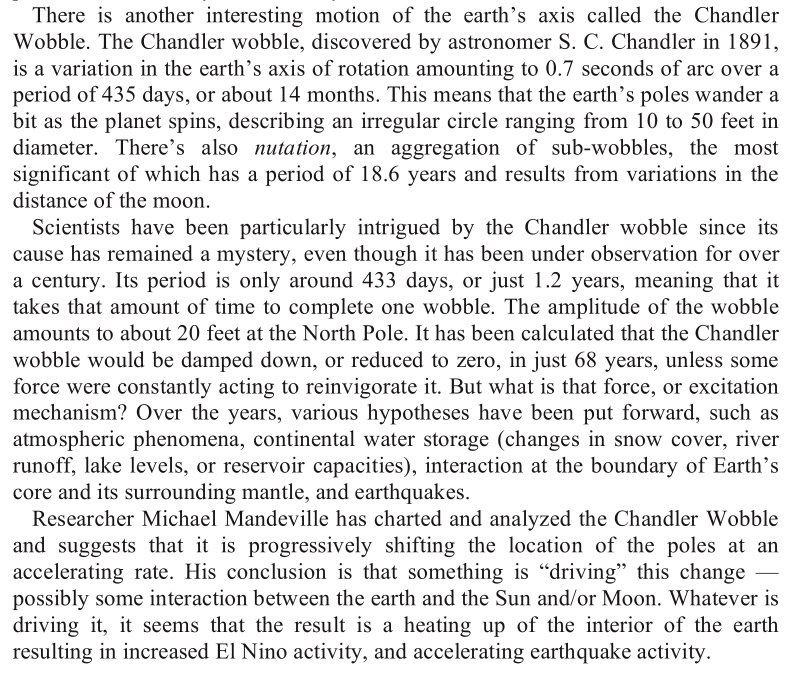 There is another interesting motion of the earth’s axis called the Chandler
Wobble. The Chandler wobble, discovered by astronomer S. C. Chandler in 1891,
is a variation in the earth’s axis of rotation amounting to 0.7 seconds of arc over a
period of 435 days, or about 14 months. This means that the earth’s poles wander a
bit as the planet spins, describing an irregular circle ranging from 10 to 50 feet in
diameter. There’s also nutation, an aggregation of sub-wobbles, the most
significant of which has a period of 18.6 years and results from variations in the
distance of the moon.
Scientists have been particularly intrigued by the Chandler wobble since its
cause has remained a mystery, even though it has been under observation for over
a century. Its period is only around 433 days, or just 1.2 years, meaning that it
takes that amount of time to complete one wobble. The amplitude of the wobble
amounts to about 20 feet at the North Pole. It has been calculated that the Chandler
wobble would be damped down, or reduced to zero, in just 68 years, unless some
force were constantly acting to reinvigorate it. But what is that force, or excitation
mechanism? Over the years, various hypotheses have been put forward, such as
atmospheric phenomena, continental water storage (changes in snow cover, river
runoff, lake levels, or reservoir capacities), interaction at the boundary of Earth’s
core and its surrounding mantle, and earthquakes.
Researcher Michael Mandeville has charted and analyzed the Chandler Wobble
and suggests that it is progressively shifting the location of the poles at an
accelerating rate. His conclusion is that something is “driving” this change —
possibly some interaction between the earth and the Sun and/or Moon. Whatever is
driving it, it seems that the result is a heating up of the interior of the earth
resulting in increased El Nino activity, and accelerating earthquake activity.